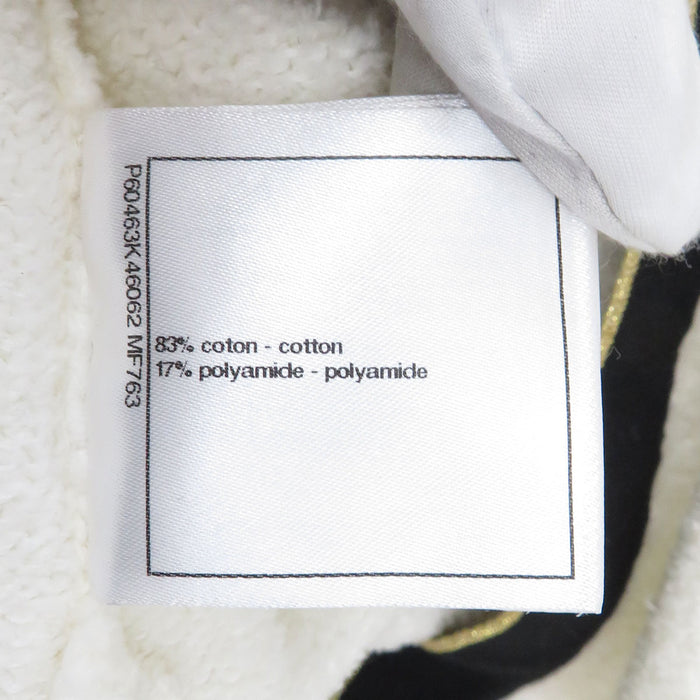 P60463K46062 MF763
83% coton - cotton
17% polyamide - polyamide